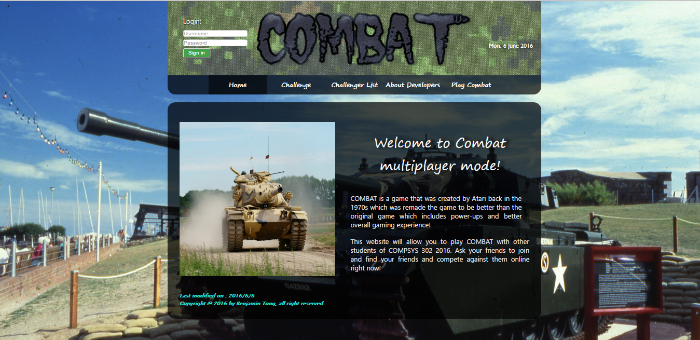 Login:
COMBAT
Username
Password
Sign in
Mon, 6 June 2016
Home Challenge Challenger List About Developers Play Combat
Welcome to Combat
multiplayer mode!
COMBAT is a game that was created by Atari back in the
1970s which was remade the game to be better than the
original game which includes power-ups and better
overall gaming experience!
This website will allow you to play COMBAT with other
students of COMPSYS 302 2016. Ask your friends to join
and find your friends and compete against them online
right now!
Last modified on : 2016/6/6
Copyright © 2016 by Benjamin Tang, all right reserved